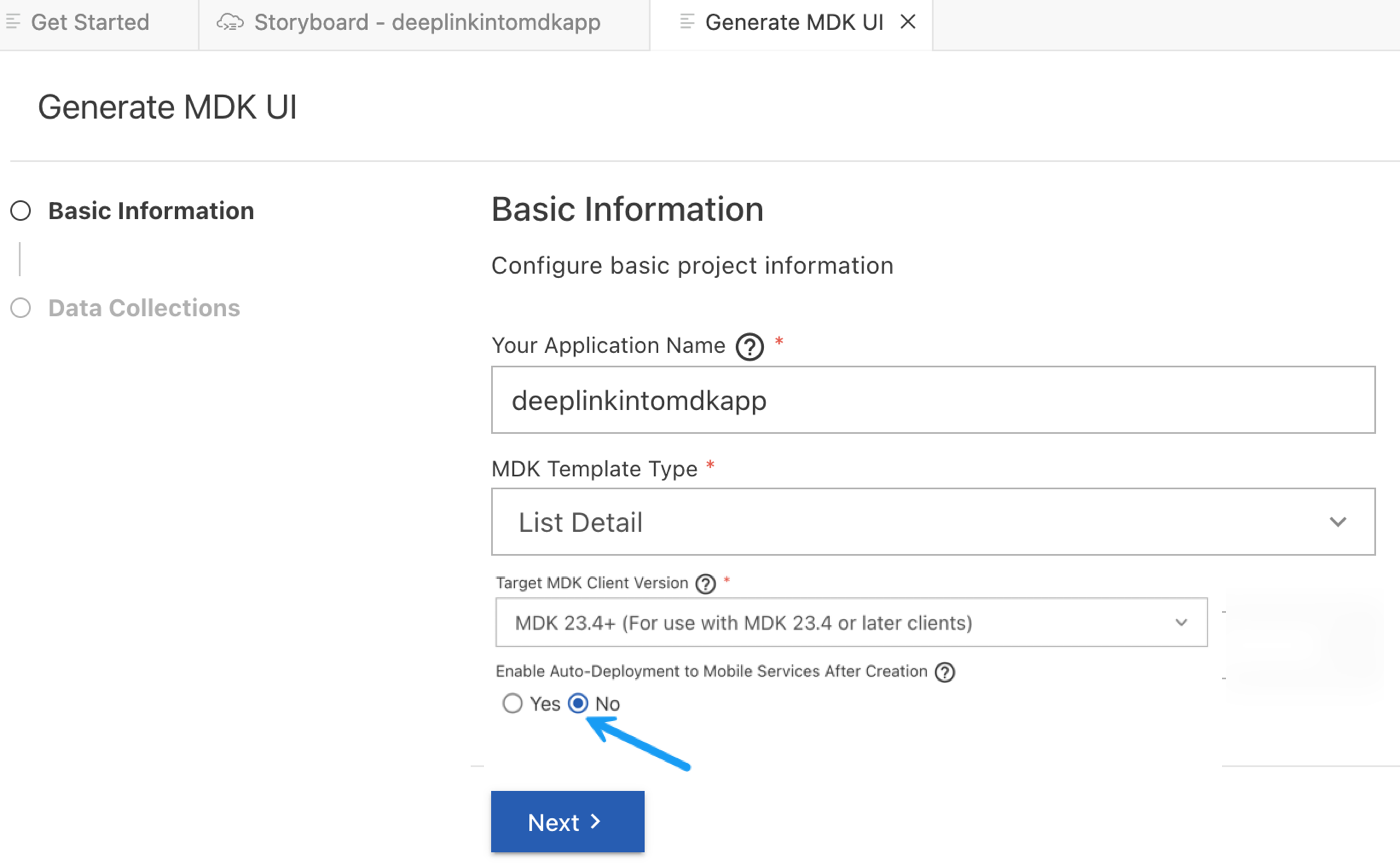 Get Started
Storyboard - deeplinkintomdkapp
Generate MDK UI
Generate MDK UI
Basic Information
Data Collections
Basic Information
Configure basic project information
Your Application Name ? *
deeplinkintomdkapp
MDK Template Type *
List Detail
Target MDK Client Version ? *
MDK 23.4+ (For use with MDK 23.4 or later clients)
Enable Auto-Deployment to Mobile Services After Creation ?
Yes No
Next